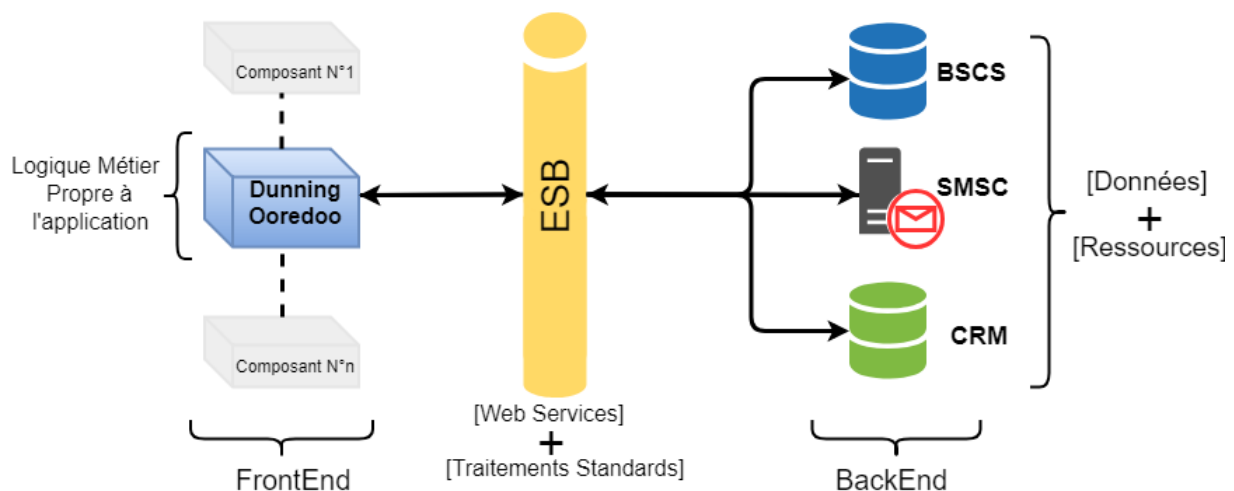 Composant N°1
Logique Métier
Propre à
l'application
Dunning
Ooredoo
Composant N°n
FrontEnd
ESB
[Web Services]
+
[Traitements Standards]
BSCS
SMSC
CRM
BackEnd
[Données]
+
[Ressources]